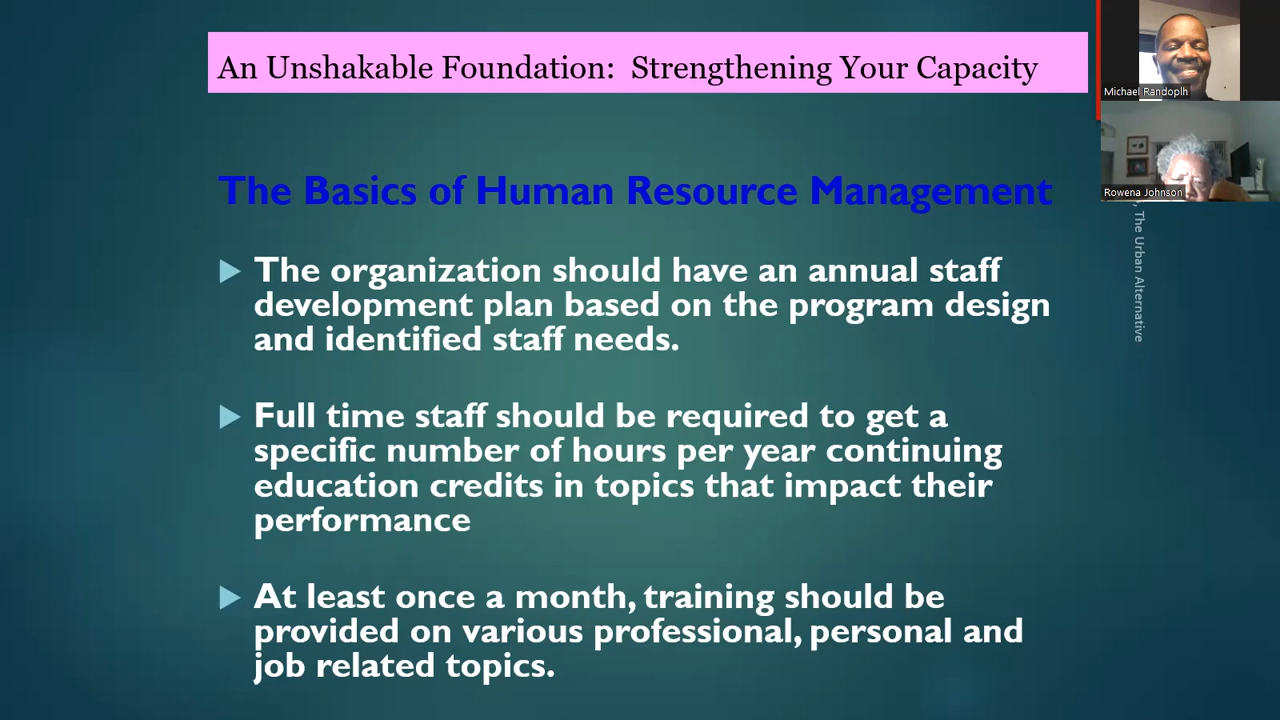 An Unshakable Foundation: Strengthening Your Capacity
Michael Randoplh
Rowena Johnson
The Basics of Human Resource Management
The organization should have an annual staff
development plan based on the program design
and identified staff needs.
Full time staff should be required to get a
specific number of hours per year continuing
education credits in topics that impact their
performance
At least once a month, training should be
provided on various professional, personal and
job related topics.
, The Urban Alternative